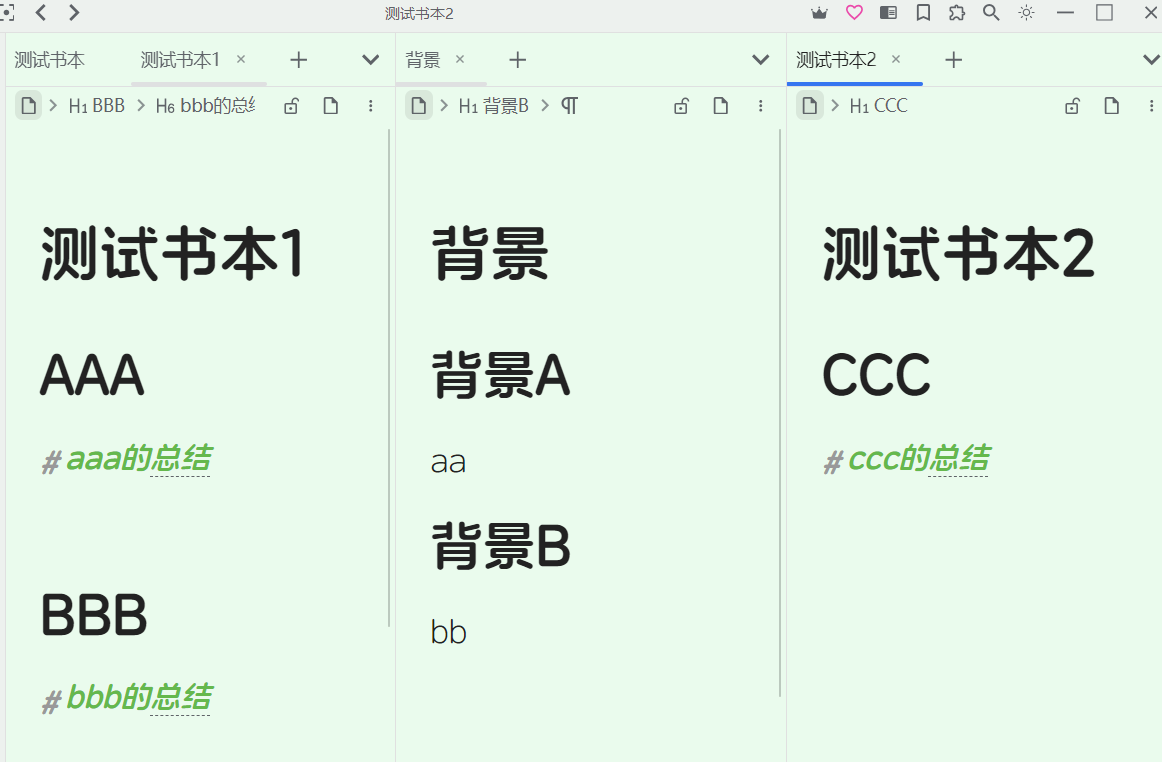 测试书本2
测试书本
测试书本1
背景
测试书本2
H1 BBB
H6 bbb的总结
H1 背景B
H1 CCC
测试书本1
AAA
# aaa的总结
BBB
# bbb的总结
背景
背景A
aa
背景B
bb
测试书本2
CCC
# ccc的总结